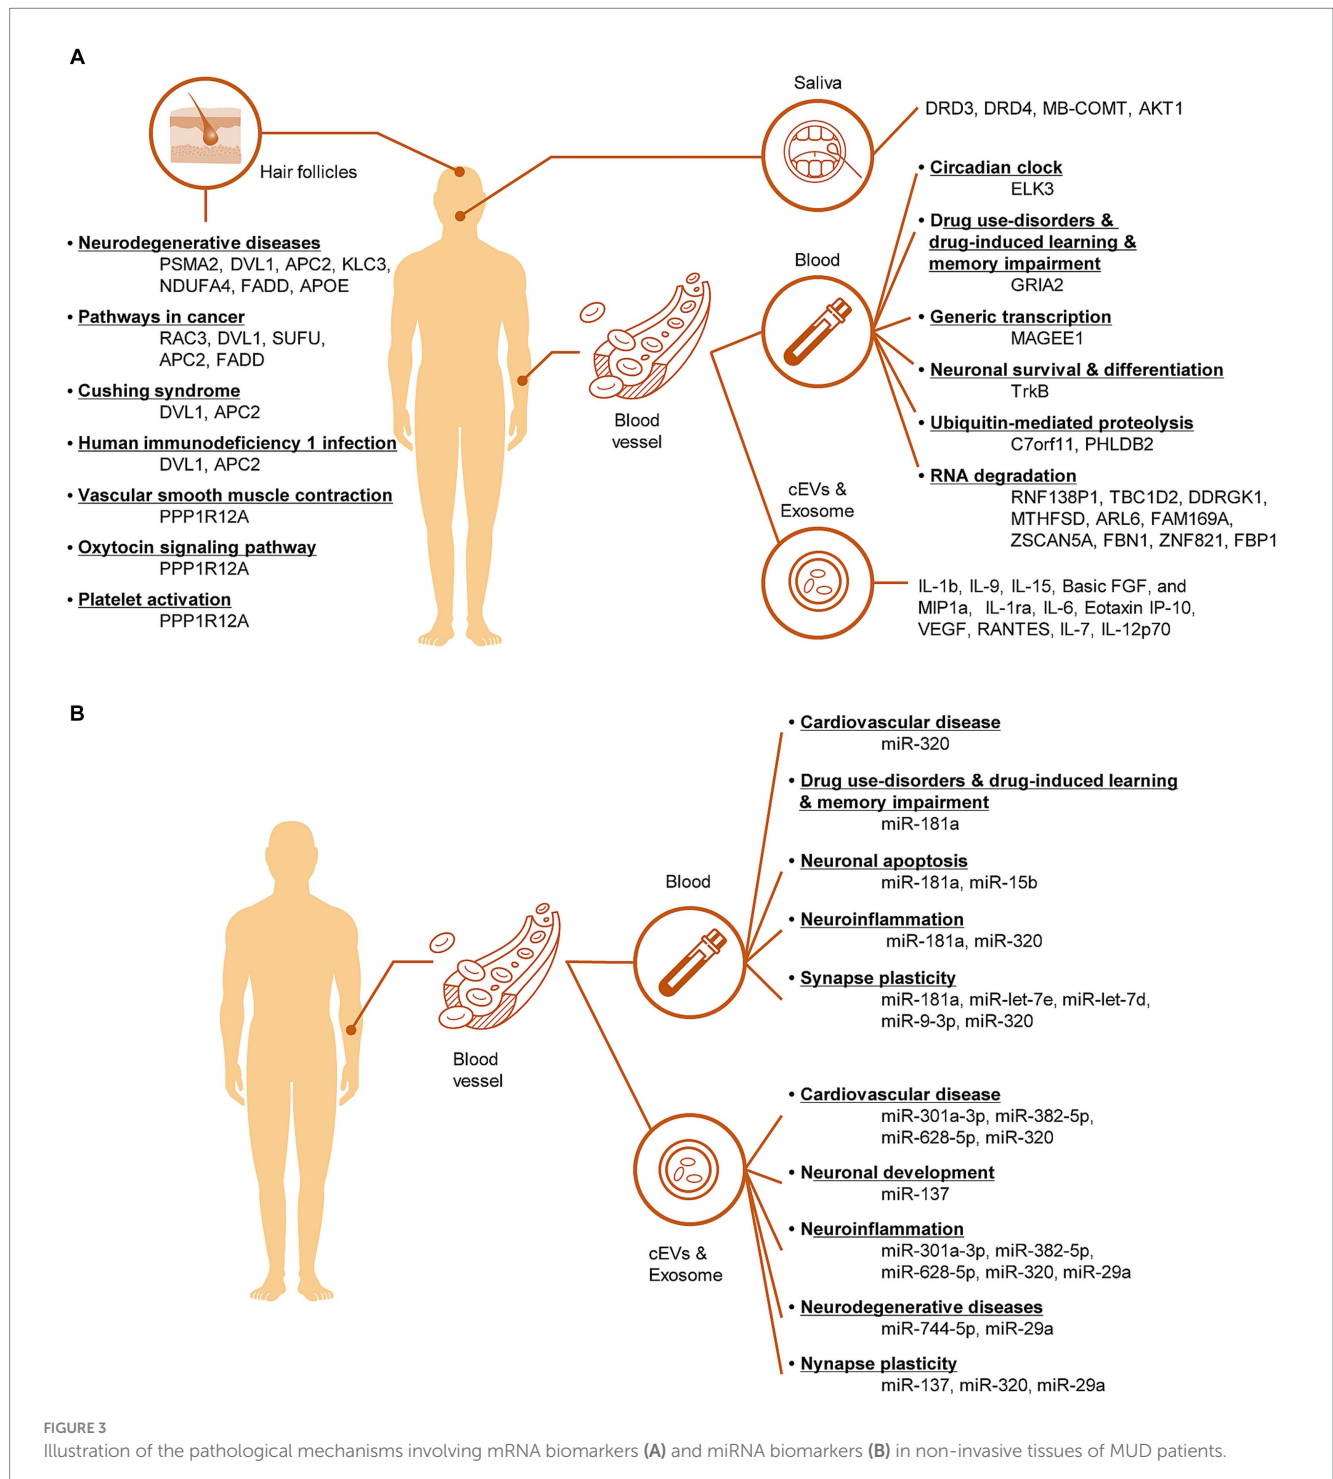 A
Hair follicles
• Neurodegenerative diseases
PSMA2, DVL1, APC2, KLC3,
NDUFA4, FADD, APOE
• Pathways in cancer
RAC3, DVL1, SUFU,
APC2, FADD
• Cushing syndrome
DVL1, APC2
• Human immunodeficiency 1 infection
DVL1, APC2
• Vascular smooth muscle contraction
PPP1R12A
• Oxytocin signaling pathway
PPP1R12A
• Platelet activation
PPP1R12A
Blood
vessel
Saliva
DRD3, DRD4, MB-COMT, AKT1
Blood
• Circadian clock
ELK3
• Drug use-disorders &
drug-induced learning &
memory impairment
GRIA2
• Generic transcription
MAGEE1
• Neuronal survival & differentiation
TrkB
• Ubiquitin-mediated proteolysis
C7orf11, PHLDB2
• RNA degradation
RNF138P1, TBC1D2, DDRGK1,
MTHFSD, ARL6, FAM169A,
ZSCAN5A, FBN1, ZNF821, FBP1
cEVs &
Exosome
IL-1b, IL-9, IL-15, Basic FGF, and
MIP1a, IL-1ra, IL-6, Eotaxin IP-10,
VEGF, RANTES, IL-7, IL-12p70
B
Blood
vessel
Blood
• Cardiovascular disease
miR-320
• Drug use-disorders & drug-induced learning
& memory impairment
miR-181a
• Neuronal apoptosis
miR-181a, miR-15b
• Neuroinflammation
miR-181a, miR-320
• Synapse plasticity
miR-181a, miR-let-7e, miR-let-7d,
miR-9-3p, miR-320
cEVs &
Exosome
• Cardiovascular disease
miR-301a-3p, miR-382-5p,
miR-628-5p, miR-320
• Neuronal development
miR-137
• Neuroinflammation
miR-301a-3p, miR-382-5p,
miR-628-5p, miR-320, miR-29a
• Neurodegenerative diseases
miR-744-5p, miR-29a
• Nynapse plasticity
miR-137, miR-320, miR-29a
FIGURE 3
Illustration of the pathological mechanisms involving mRNA biomarkers (A) and miRNA biomarkers (B) in non-invasive tissues of MUD patients.